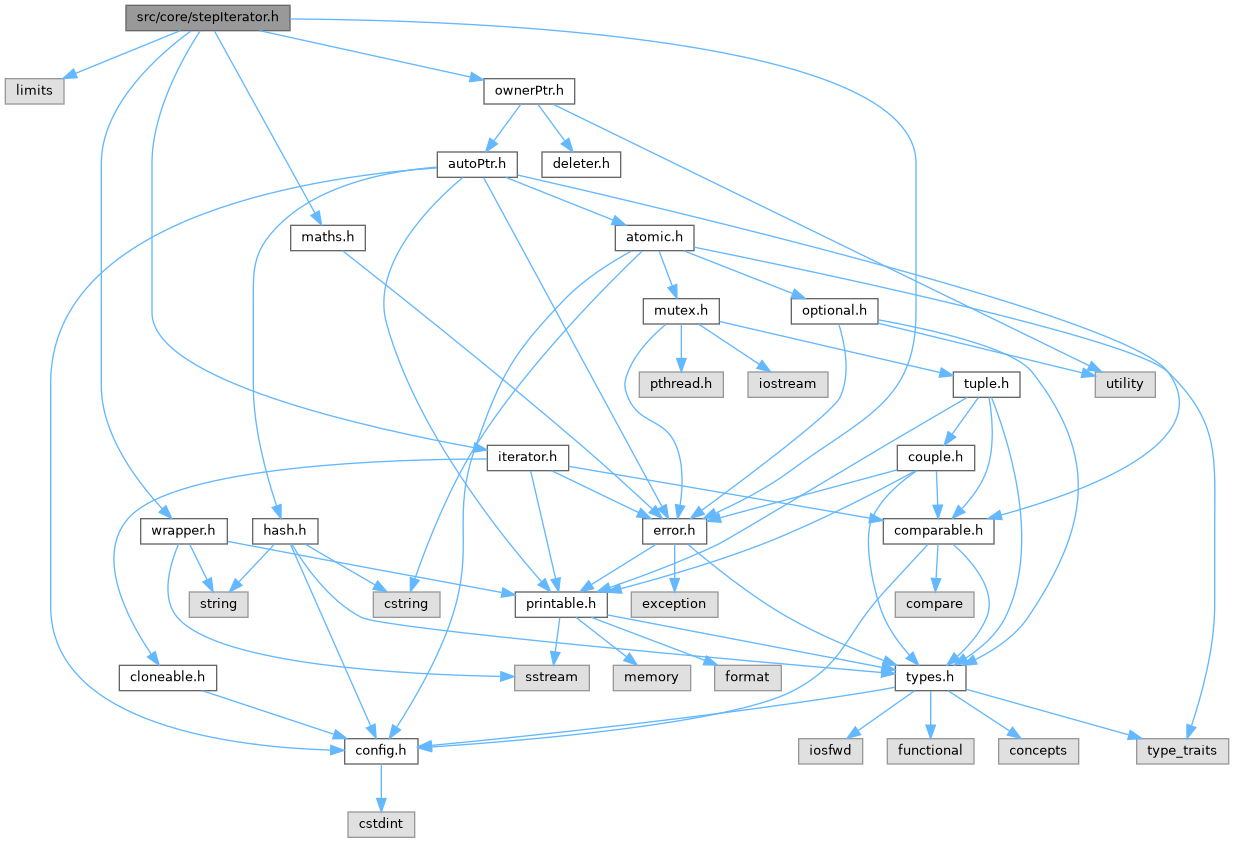 src/core/stepIterator.h
limits
ownerPtr.h
autoPtr.h
deleter.h
maths.h
atomic.h
mutex.h
optional.h
pthread.h
iostream
tuple.h
utility
iterator.h
couple.h
wrapper.h
hash.h
error.h
comparable.h
string
cstring
printable.h
exception
compare
cloneable.h
sstream
memory
format
types.h
config.h
iosfwd
functional
concepts
type_traits
cstdint